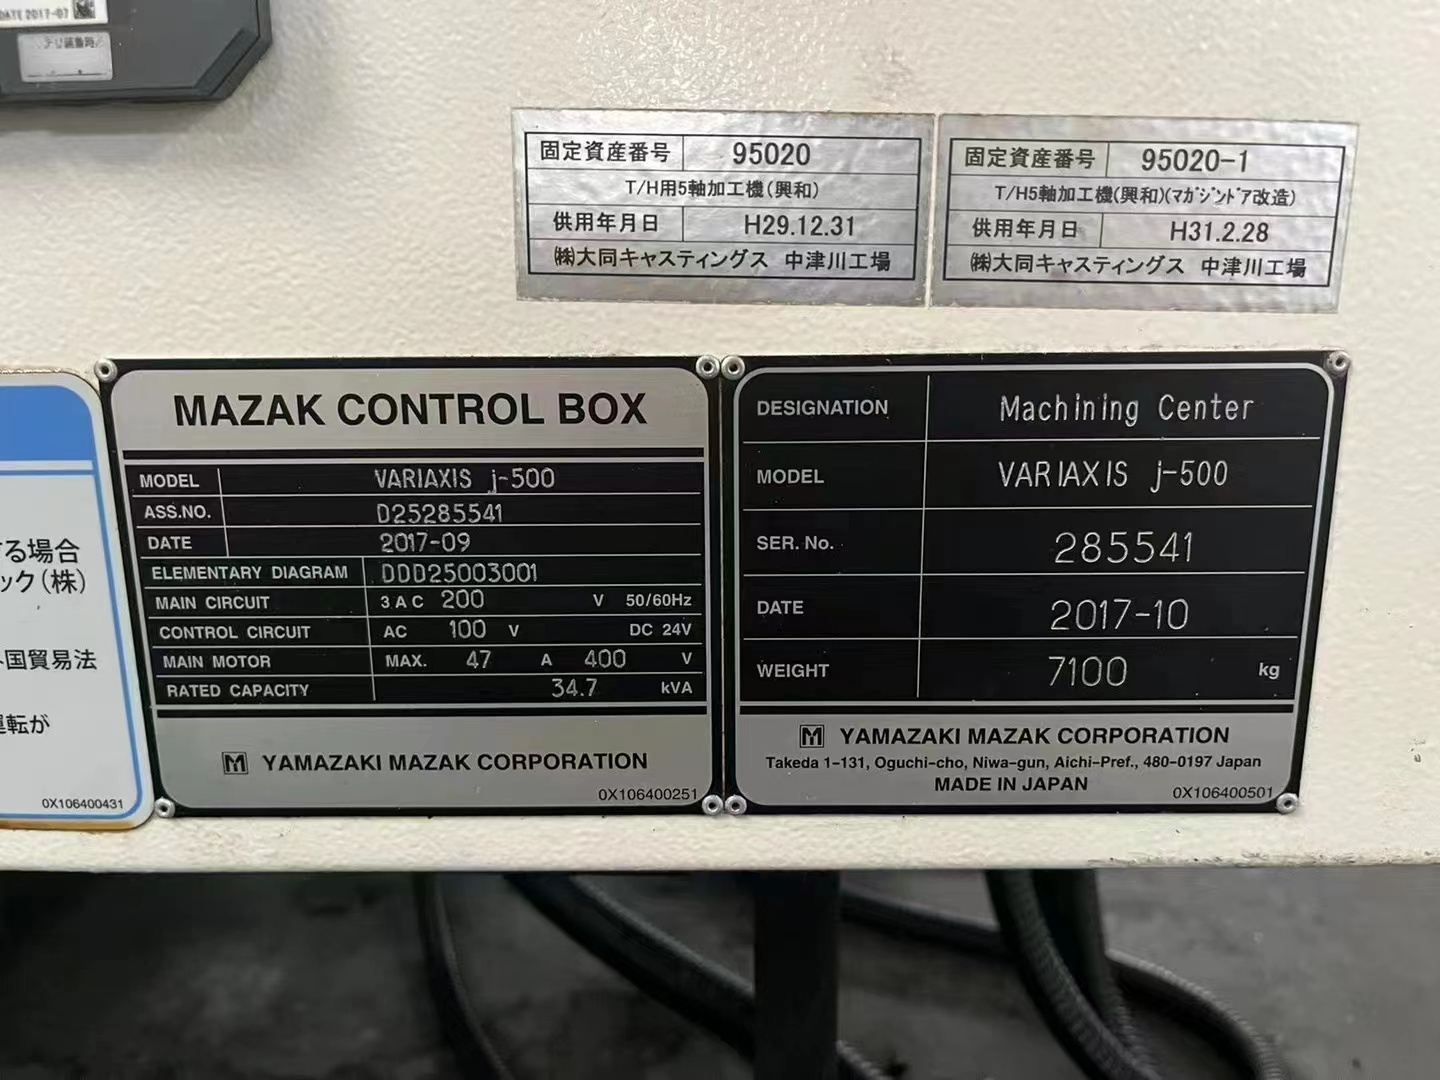 DATE 2017-07
固定資産番号 95020
T/H用5軸加工機(興和)
供用年月日 H29.12.31
㈱大同キャスティングス 中津川工場
固定資産番号 95020-1
T/H5軸加工機(興和)(マガジンドア改造)
供用年月日 H31.2.28
㈱大同キャスティングス 中津川工場
する場合
ック(株)
外国貿易法
運転が
0X106400431
MAZAK CONTROL BOX
MODEL VARIAXIS j-500
ASS.NO. D25285541
DATE 2017-09
ELEMENTARY DIAGRAM DDD25003001
MAIN CIRCUIT 3 A C 200 V 50/60Hz
CONTROL CIRCUIT AC 100 V DC 24V
MAIN MOTOR MAX. 47 A 400 V
RATED CAPACITY 34.7 kVA
M YAMAZAKI MAZAK CORPORATION
0X106400251
DESIGNATION Machining Center
MODEL VARIAXIS j-500
SER. No. 285541
DATE 2017-10
WEIGHT 7100 kg
M YAMAZAKI MAZAK CORPORATION
Takeda 1-131, Oguchi-cho, Niwa-gun, Aichi-Pref., 480-0197 Japan
MADE IN JAPAN
0X106400501